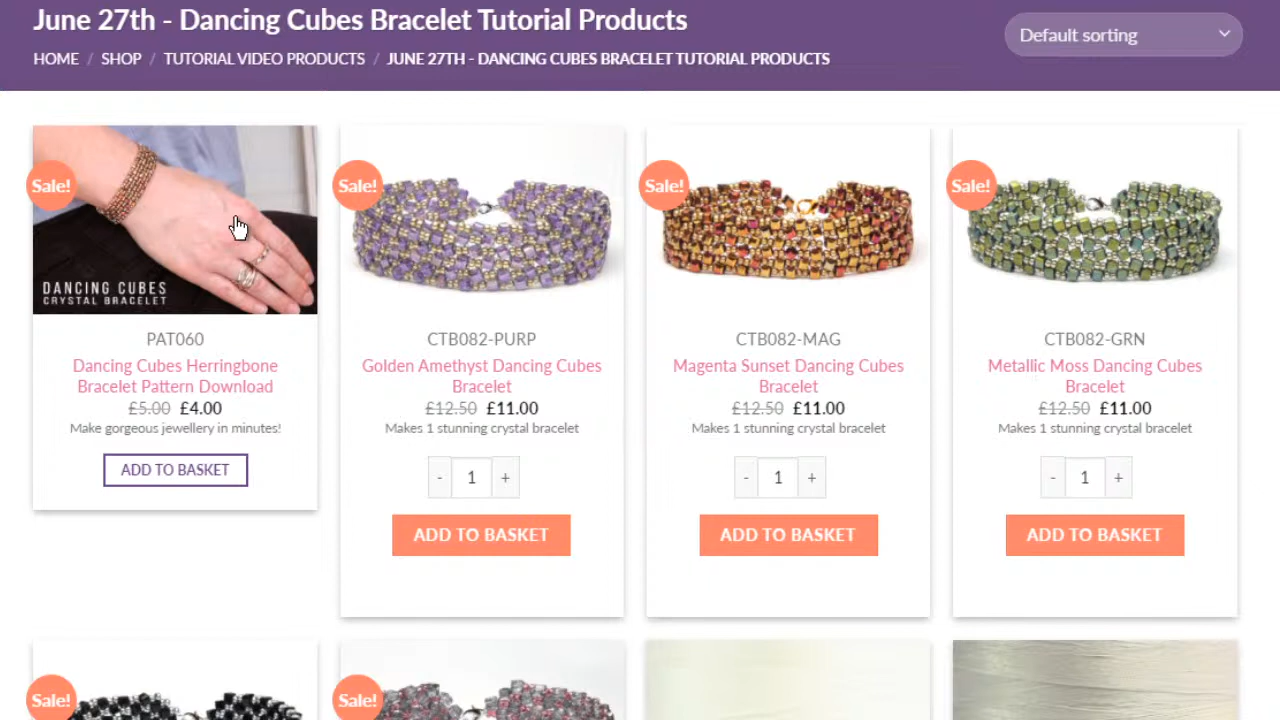 June 27th - Dancing Cubes Bracelet Tutorial Products
Default sorting
HOME / SHOP / TUTORIAL VIDEO PRODUCTS / JUNE 27TH - DANCING CUBES BRACELET TUTORIAL PRODUCTS
Sale!
DANCING CUBES
CRYSTAL BRACELET
PAT060
Dancing Cubes Herringbone
Bracelet Pattern Download
£5.00 £4.00
Make gorgeous jewellery in minutes!
ADD TO BASKET
Sale!
CTB082-PURP
Golden Amethyst Dancing Cubes
Bracelet
£12.50 £11.00
Makes 1 stunning crystal bracelet
- 1 +
ADD TO BASKET
Sale!
CTB082-MAG
Magenta Sunset Dancing Cubes
Bracelet
£12.50 £11.00
Makes 1 stunning crystal bracelet
- 1 +
ADD TO BASKET
Sale!
CTB082-GRN
Metallic Moss Dancing Cubes
Bracelet
£12.50 £11.00
Makes 1 stunning crystal bracelet
- 1 +
ADD TO BASKET
Sale!
Sale!